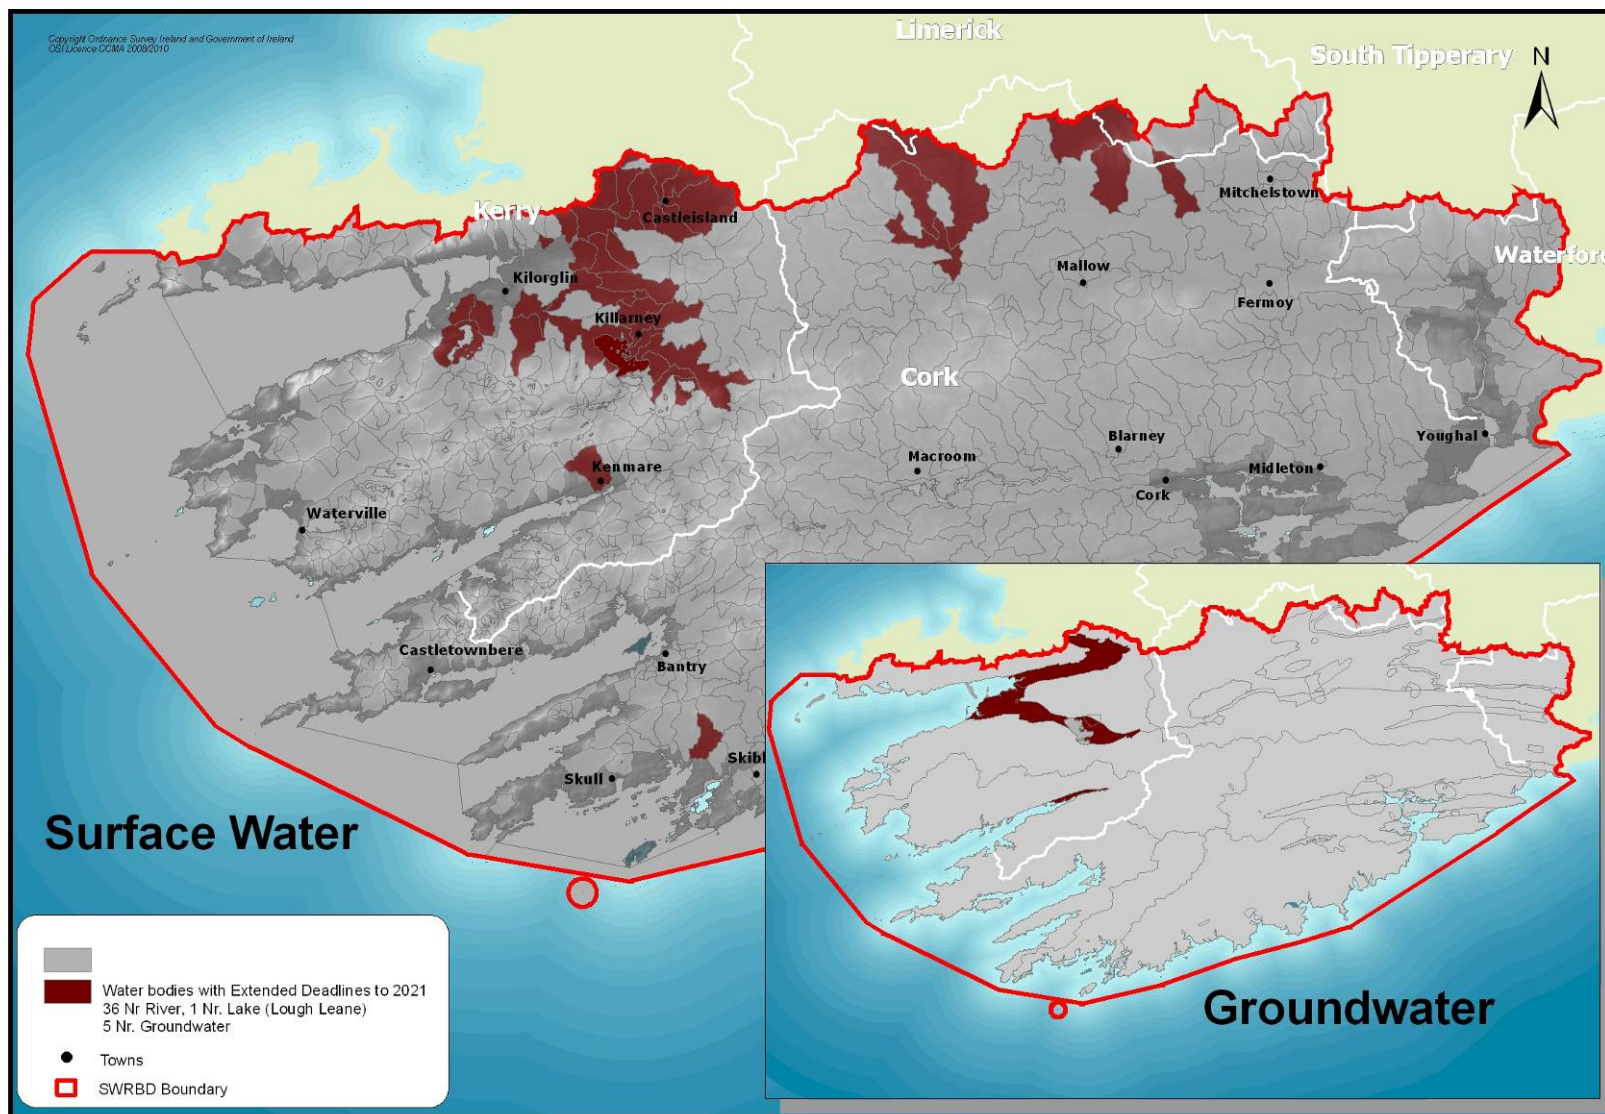 Copyright Ordnance Survey Ireland and Government of Ireland
OSI Licence CCMA 2008/2010
Limerick
South Tipperary
N
Mitchelstown
Castleisland
Kerry
Waterford
Kilorglin
Mallow
Fermoy
Killarney
Cork
Youghal
Blarney
Macroom
Midleton
Kenmare
Cork
Waterville
Castletownbere
Bantry
Skibb
Skull
Surface Water
Groundwater
Water bodies with Extended Deadlines to 2021
36 Nr River, 1 Nr. Lake (Lough Leane)
5 Nr. Groundwater
Towns
SWRBD Boundary